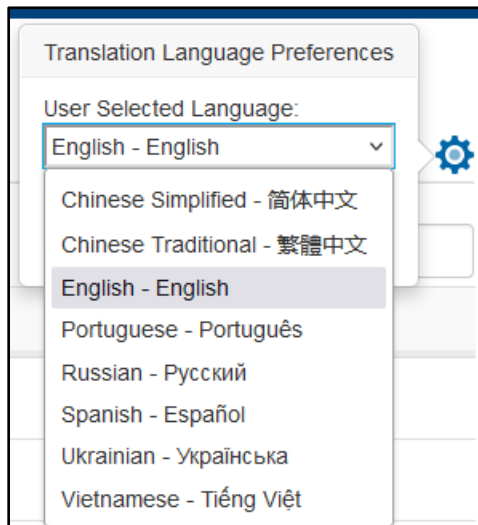 Translation Language Preferences
User Selected Language:
English - English
Chinese Simplified - 简体中文
Chinese Traditional - 繁體中文
English - English
Portuguese - Português
Russian - Русский
Spanish - Español
Ukrainian - Українська
Vietnamese - Tiếng Việt